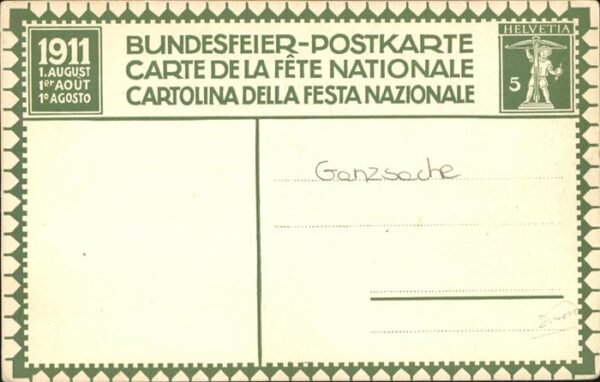 1911
1. AUGUST
1er AOUT
1º AGOSTO
BUNDESFEIER-POSTKARTE
CARTE DE LA FÊTE NATIONALE
CARTOLINA DELLA FESTA NAZIONALE
HELVETIA
5
Ganzsache